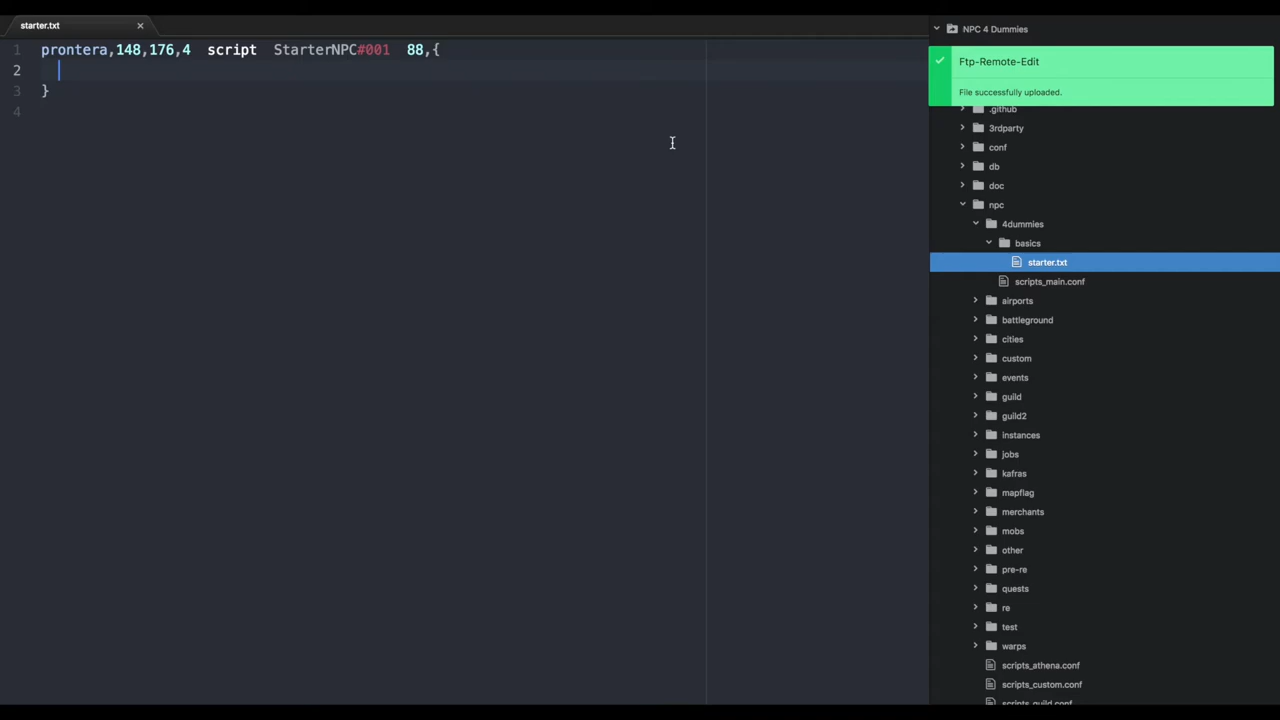 starter.txt
1 prontera,148,176,4  script  StarterNPC#001  88,{
2
3 }
4
NPC 4 Dummies
Ftp-Remote-Edit
File successfully uploaded.
.github
3rdparty
conf
db
doc
npc
4dummies
basics
starter.txt
scripts_main.conf
airports
battleground
cities
custom
events
guild
guild2
instances
jobs
kafras
mapflag
merchants
mobs
other
pre-re
quests
re
test
warps
scripts_athena.conf
scripts_custom.conf
scripts_guild.conf